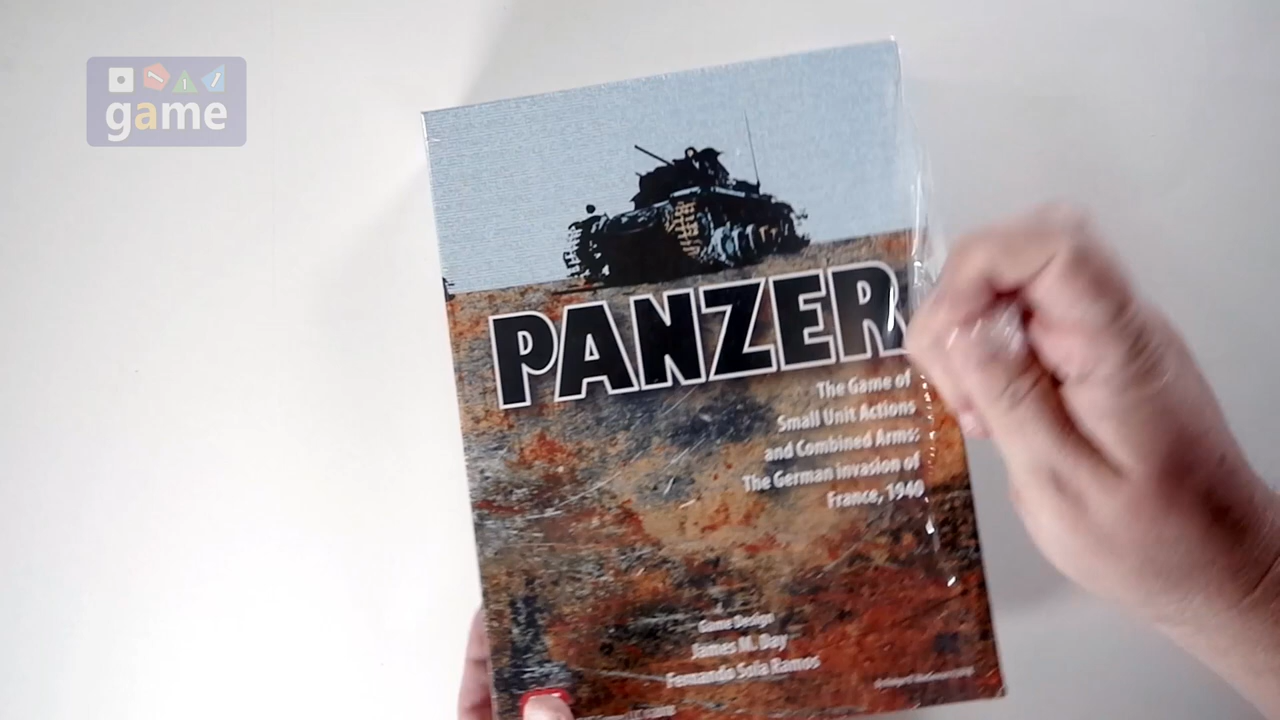 game
PANZER
The Game of
Small Unit Actions
and Combined Arms:
The German invasion of
France, 1940
Game Design
James M. Day
Fernando Sola Ramos